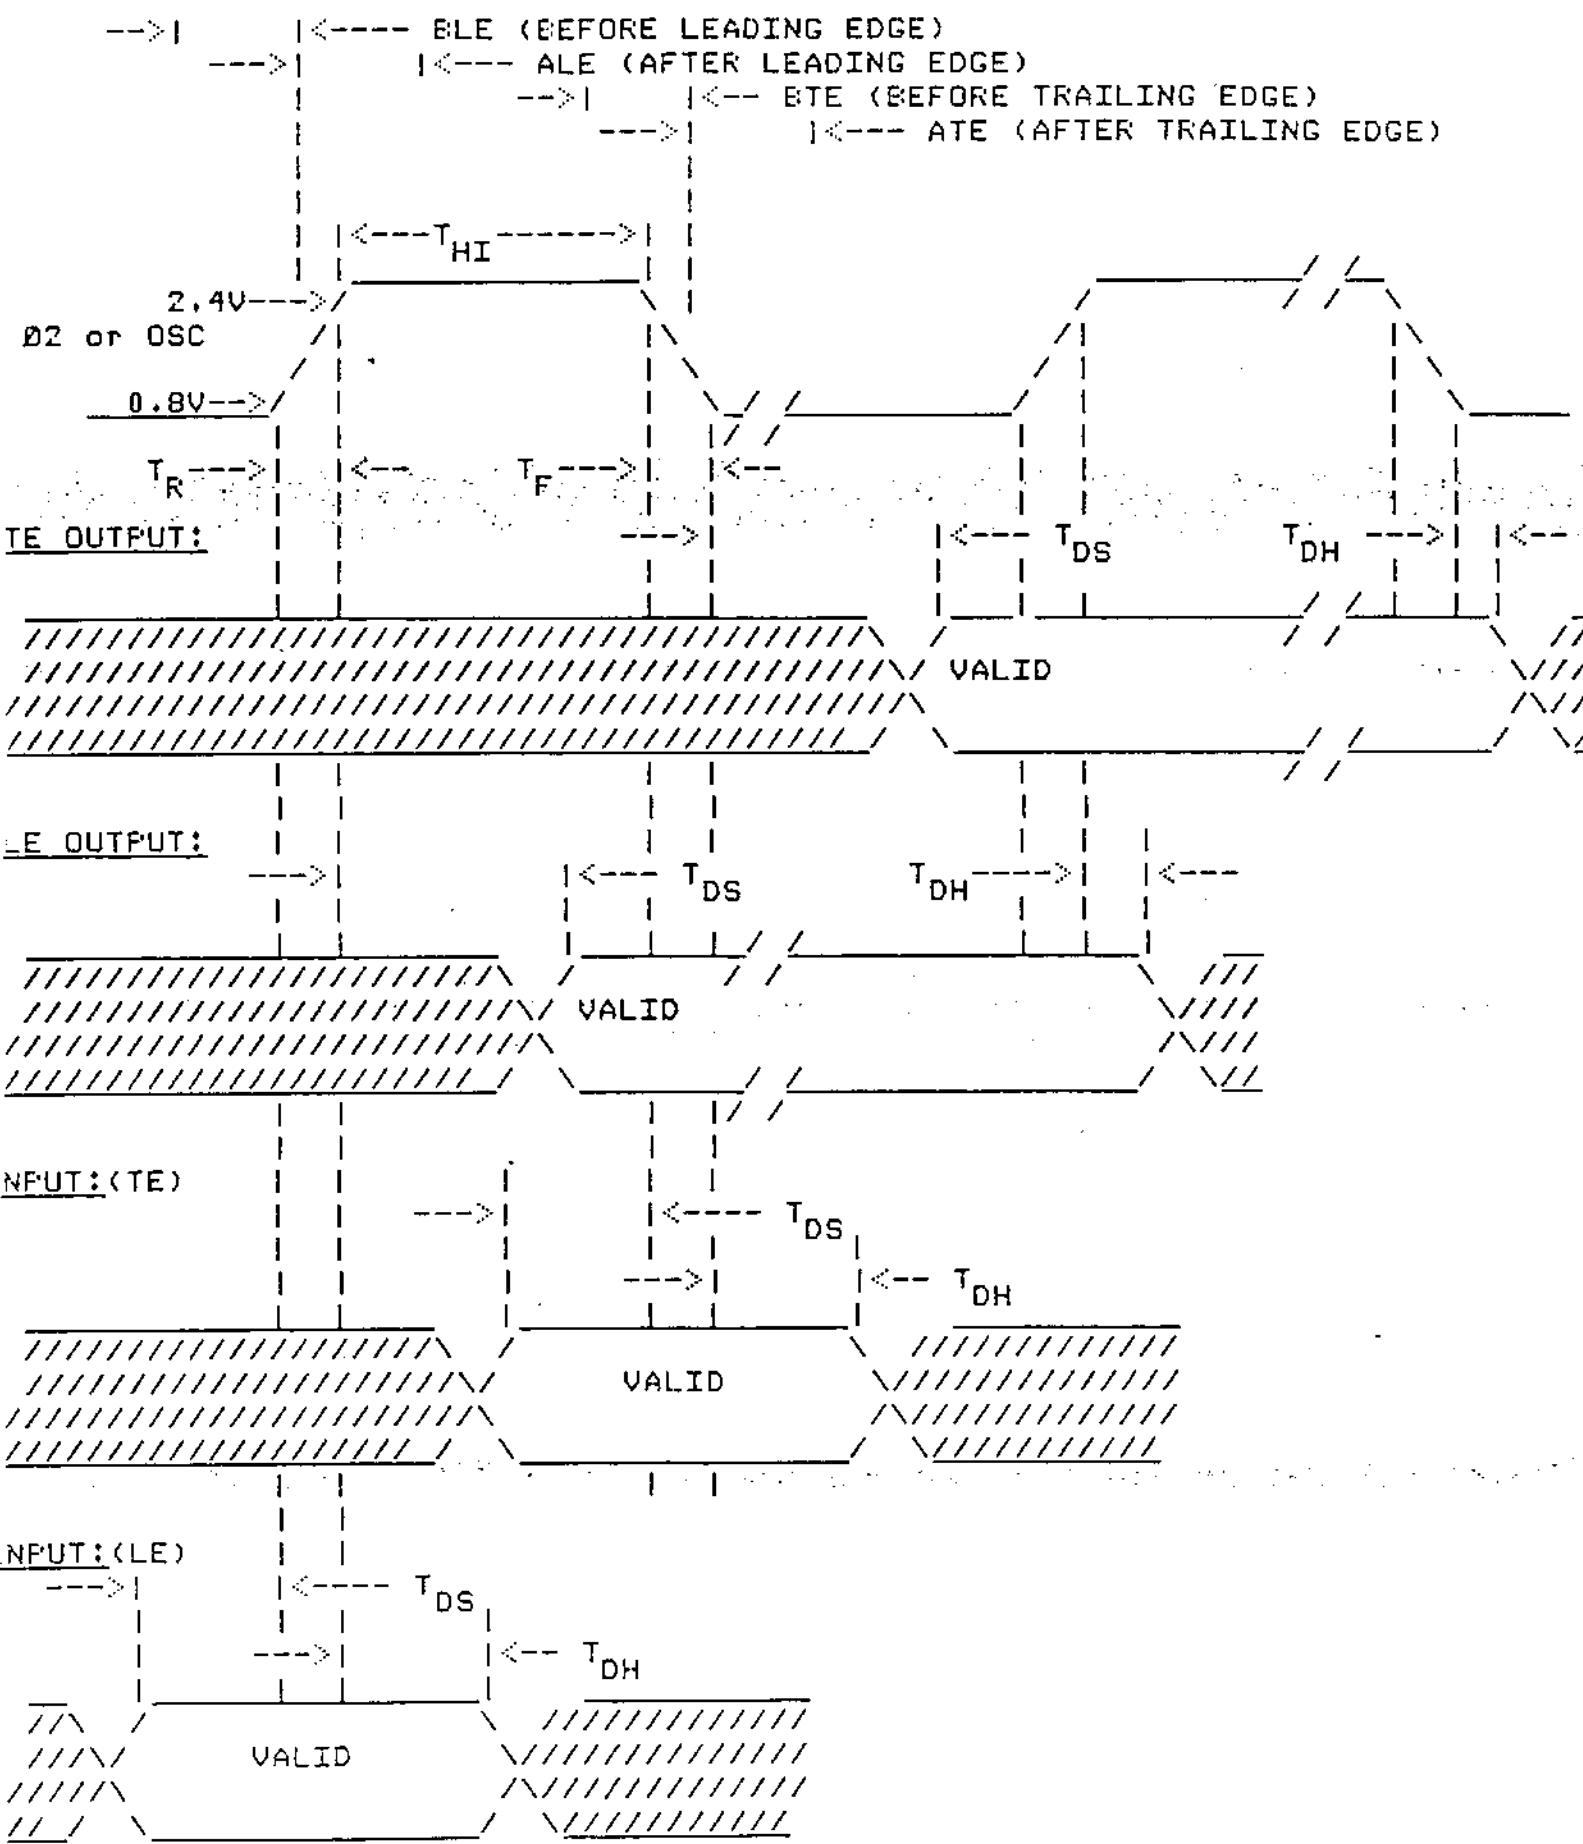 BLE (BEFORE LEADING EDGE)
ALE (AFTER LEADING EDGE)
BTE (BEFORE TRAILING EDGE)
ATE (AFTER TRAILING EDGE)
THI
2.4V
Ø2 or OSC
0.8V
TR
TF
TE OUTPUT:
TDS
TDH
VALID
LE OUTPUT:
TDS
TDH
VALID
NPUT:(TE)
TDS
TDH
VALID
NPUT:(LE)
TDS
TDH
VALID